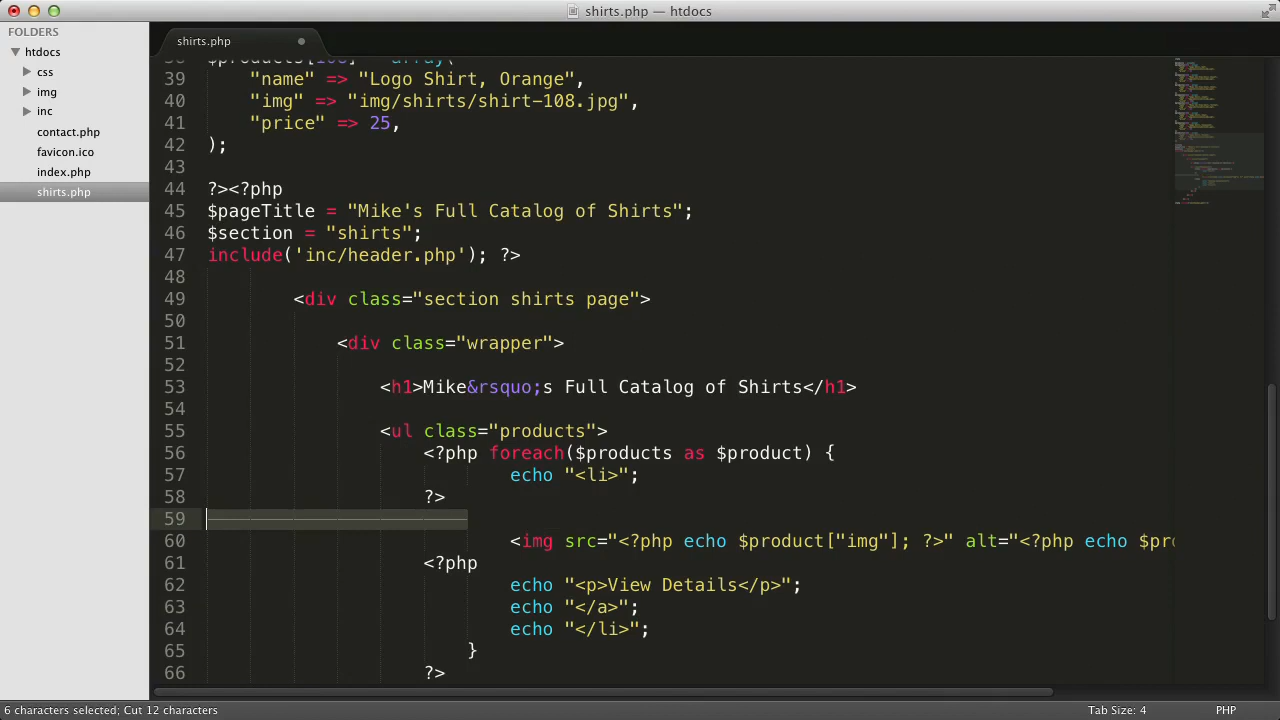 shirts.php — htdocs
FOLDERS
htdocs
css
img
inc
contact.php
favicon.ico
index.php
shirts.php
shirts.php
38 $products[108] = array(
39 "name" => "Logo Shirt, Orange",
40 "img" => "img/shirts/shirt-108.jpg",
41 "price" => 25,
42 );
43
44 ?><?php
45 $pageTitle = "Mike's Full Catalog of Shirts";
46 $section = "shirts";
47 include('inc/header.php'); ?>
48
49 <div class="section shirts page">
50
51 <div class="wrapper">
52
53 <h1>Mike&rsquo;s Full Catalog of Shirts</h1>
54
55 <ul class="products">
56 <?php foreach($products as $product) {
57 echo "<li>";
58 ?>
59
60 <img src="<?php echo $product["img"]; ?>" alt="<?php echo $pro
61 <?php
62 echo "<p>View Details</p>";
63 echo "</a>";
64 echo "</li>";
65 }
66 ?>
6 characters selected; Cut 12 characters
Tab Size: 4
PHP